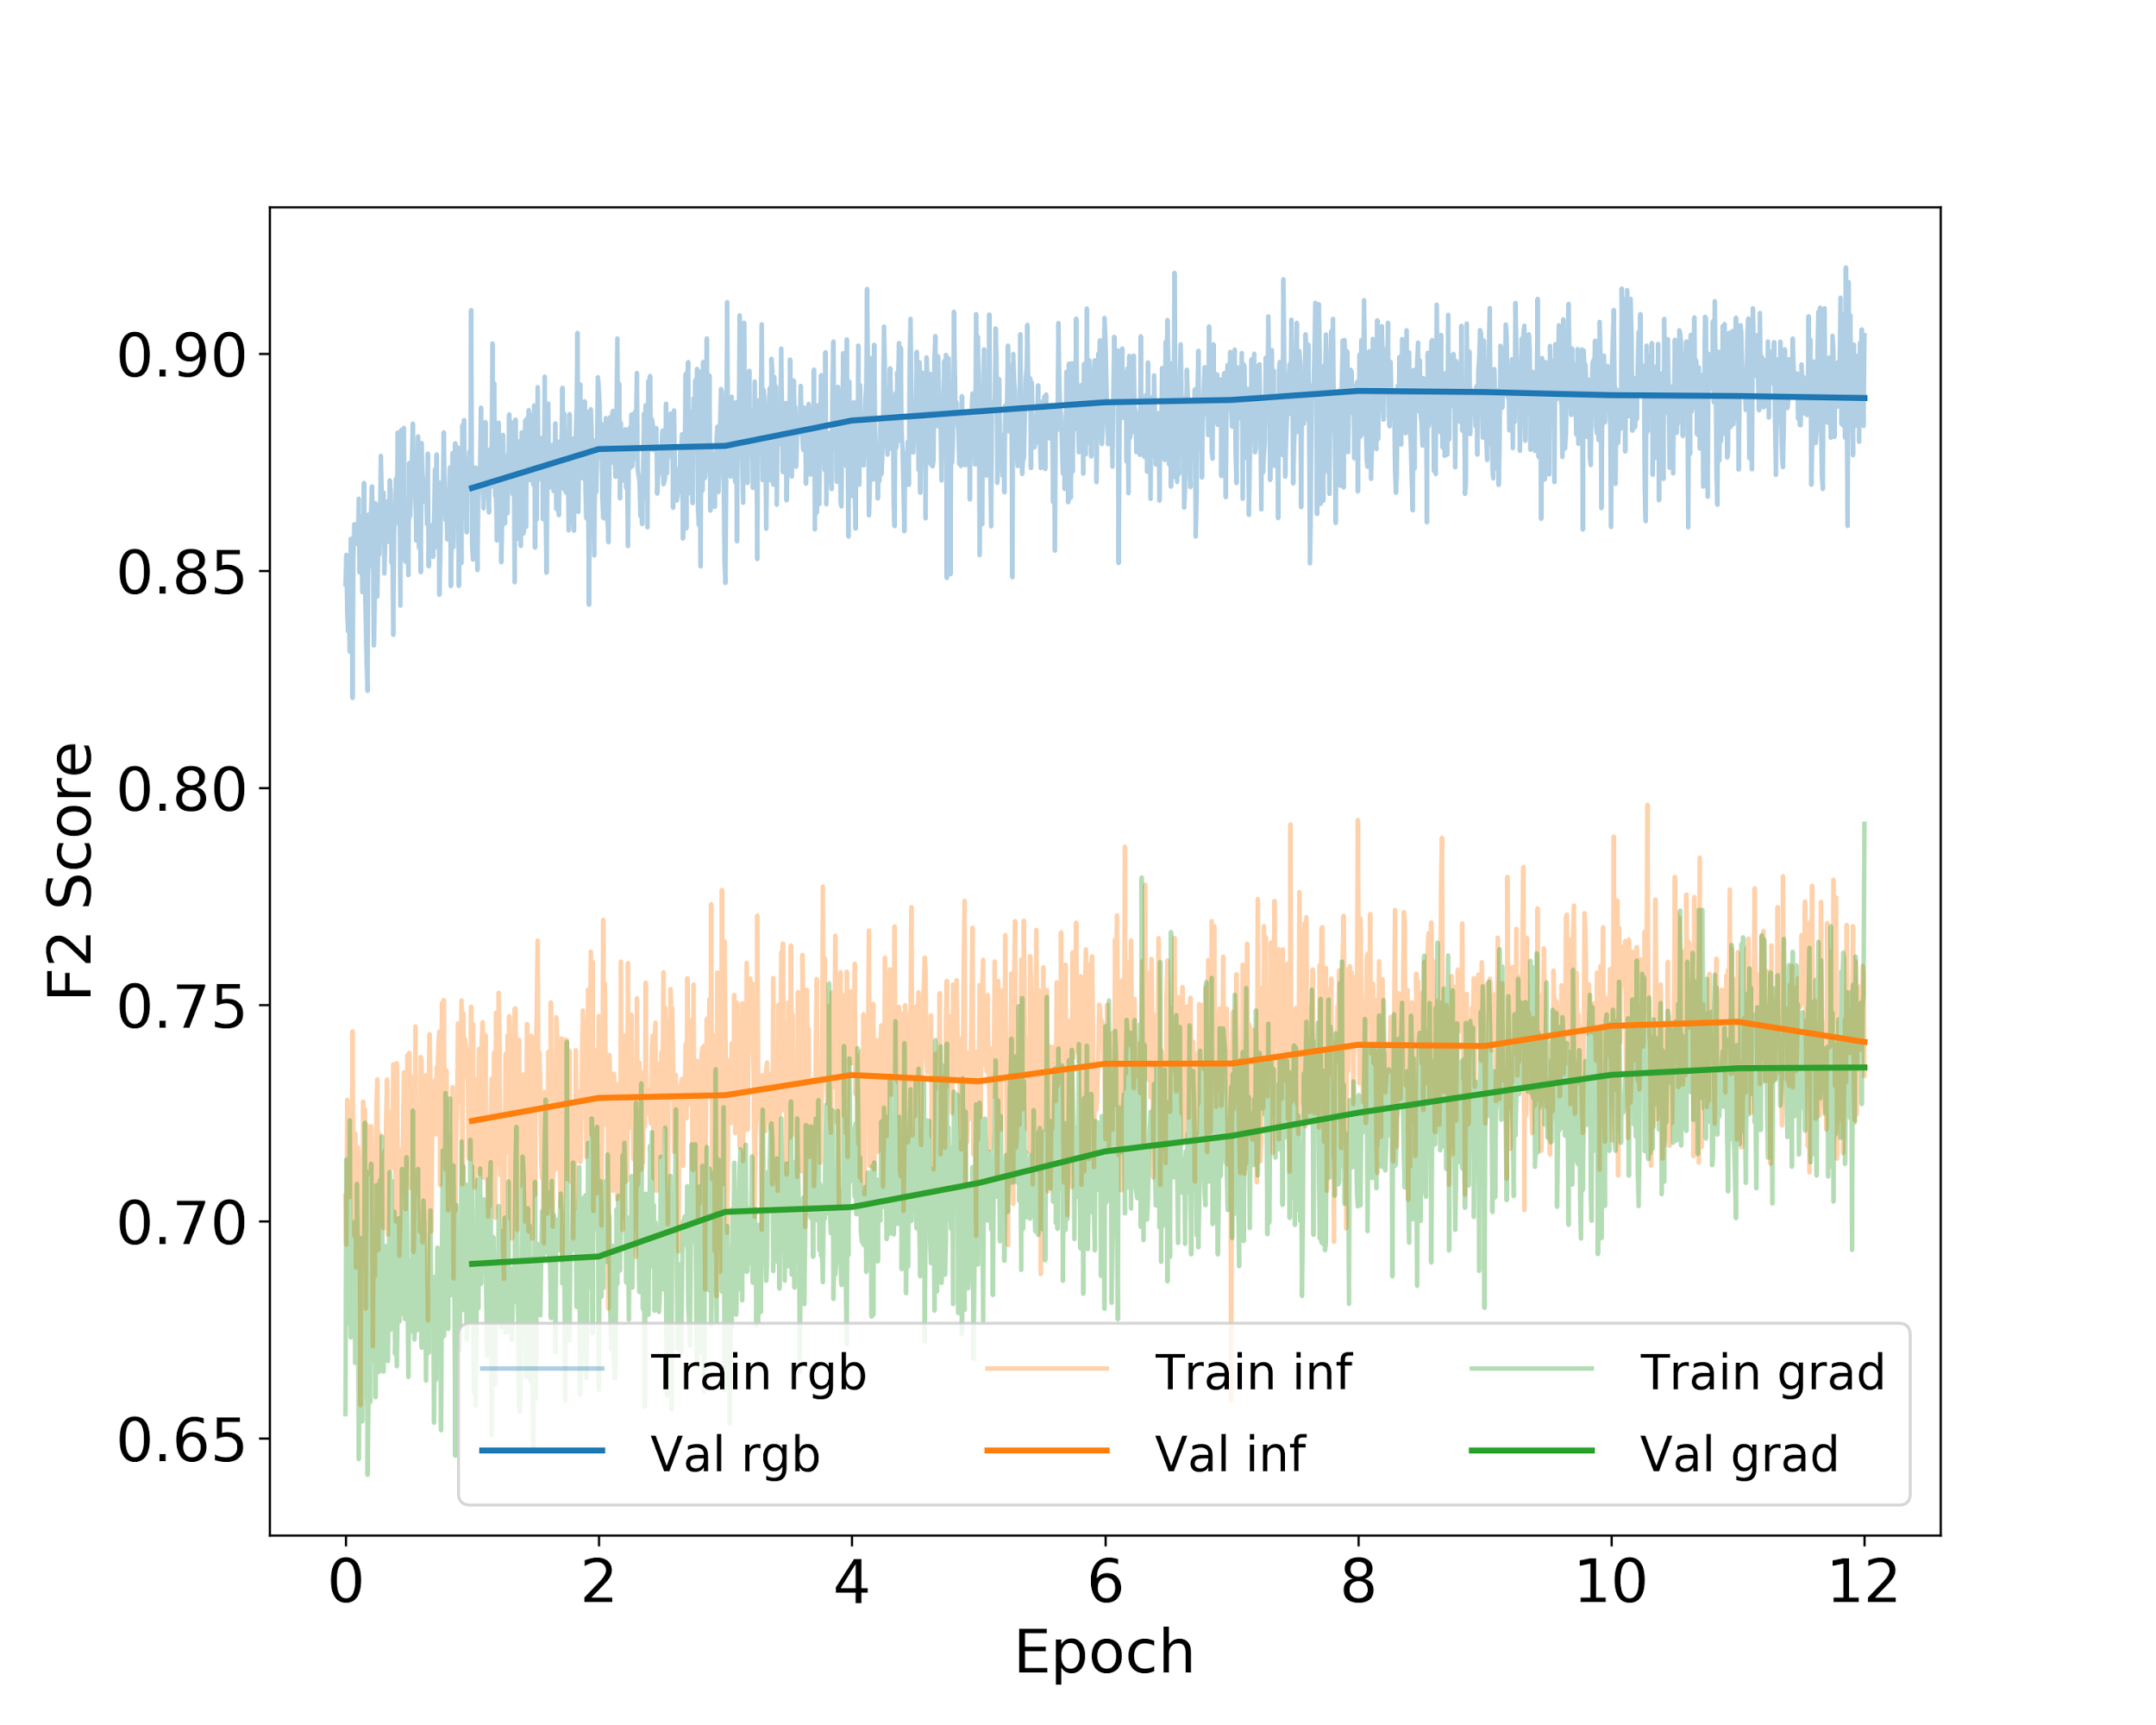 F2 Score
0.90
0.85
0.80
0.75
0.70
0.65
Train rgb Train inf Train grad
Val rgb Val inf Val grad
0 2 4 6 8 10 12
Epoch